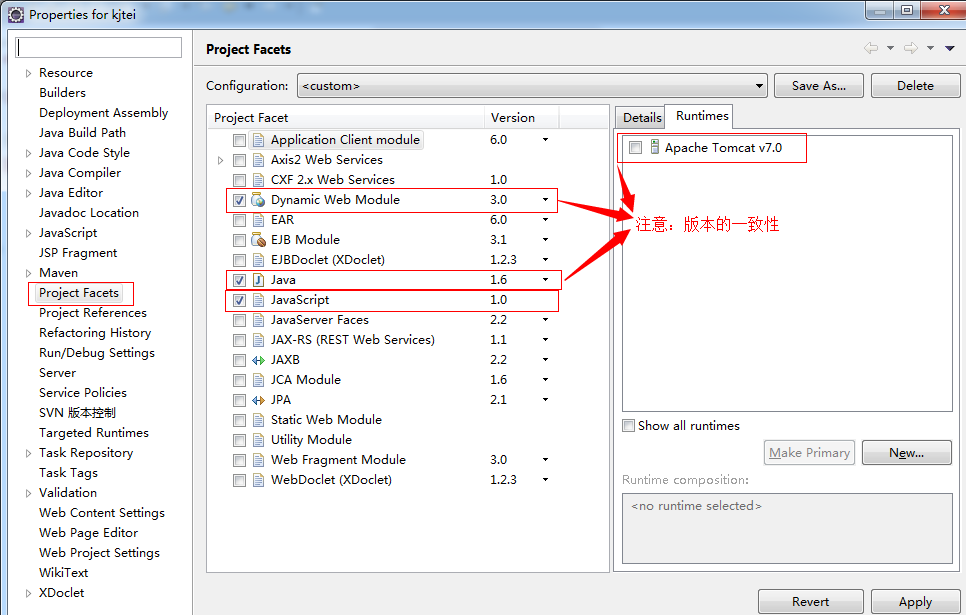 Properties for kjtei
Resource
Builders
Deployment Assembly
Java Build Path
Java Code Style
Java Compiler
Java Editor
Javadoc Location
JavaScript
JSP Fragment
Maven
Project Facets
Project References
Refactoring History
Run/Debug Settings
Server
Service Policies
SVN 版本控制
Targeted Runtimes
Task Repository
Task Tags
Validation
Web Content Settings
Web Page Editor
Web Project Settings
WikiText
XDoclet
Project Facets
Configuration: <custom> Save As... Delete
Project Facet Version
Application Client module 6.0
Axis2 Web Services
CXF 2.x Web Services 1.0
Dynamic Web Module 3.0
EAR 6.0
EJB Module 3.1
EJBDoclet (XDoclet) 1.2.3
Java 1.6
JavaScript 1.0
JavaServer Faces 2.2
JAX-RS (REST Web Services) 1.1
JAXB 2.2
JCA Module 1.6
JPA 2.1
Static Web Module
Utility Module
Web Fragment Module 3.0
WebDoclet (XDoclet) 1.2.3
Details Runtimes
Apache Tomcat v7.0
注意：版本的一致性
Show all runtimes
Make Primary New...
Runtime composition:
<no runtime selected>
Revert Apply